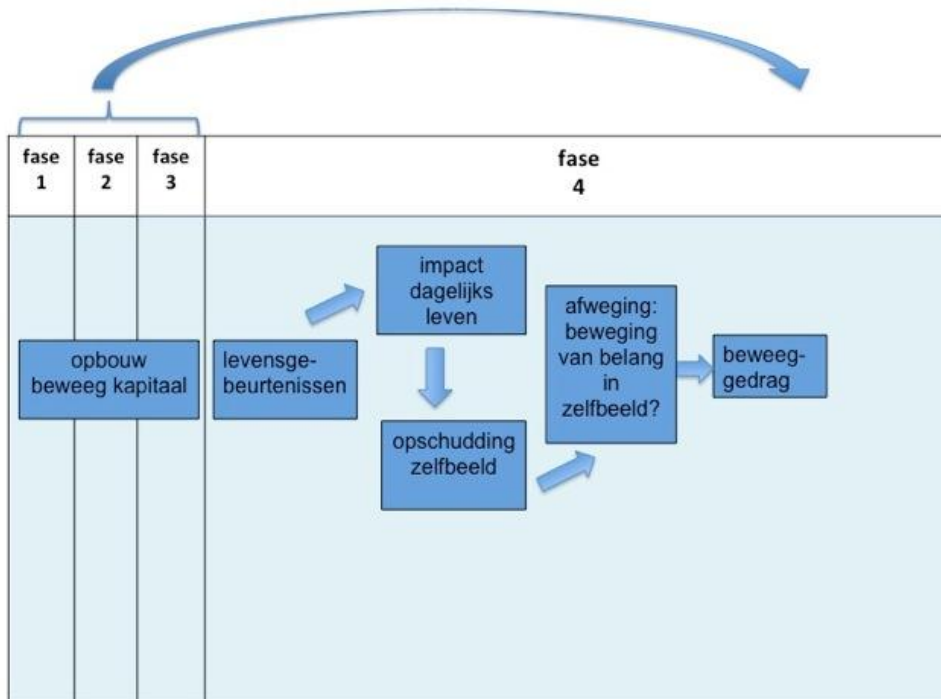 fase
1
fase
2
fase
3
fase
4
opbouw
beweeg kapitaal
levensge-
beurtenissen
impact
dagelijks
leven
opschudding
zelfbeeld
afweging:
beweging
van belang
in
zelfbeeld?
beweeg-
gedrag